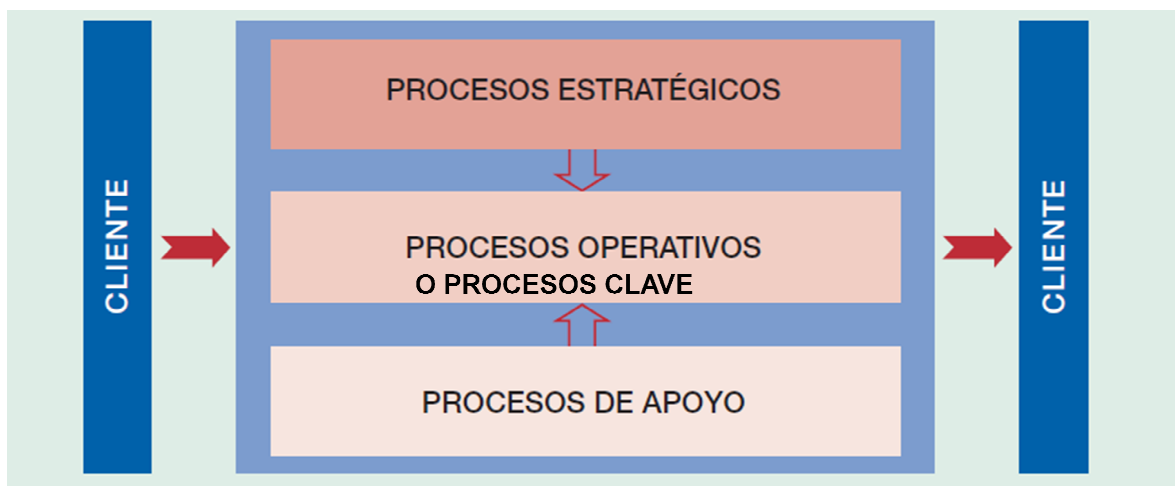 CLIENTE
PROCESOS ESTRATÉGICOS
PROCESOS OPERATIVOS
O PROCESOS CLAVE
PROCESOS DE APOYO
CLIENTE